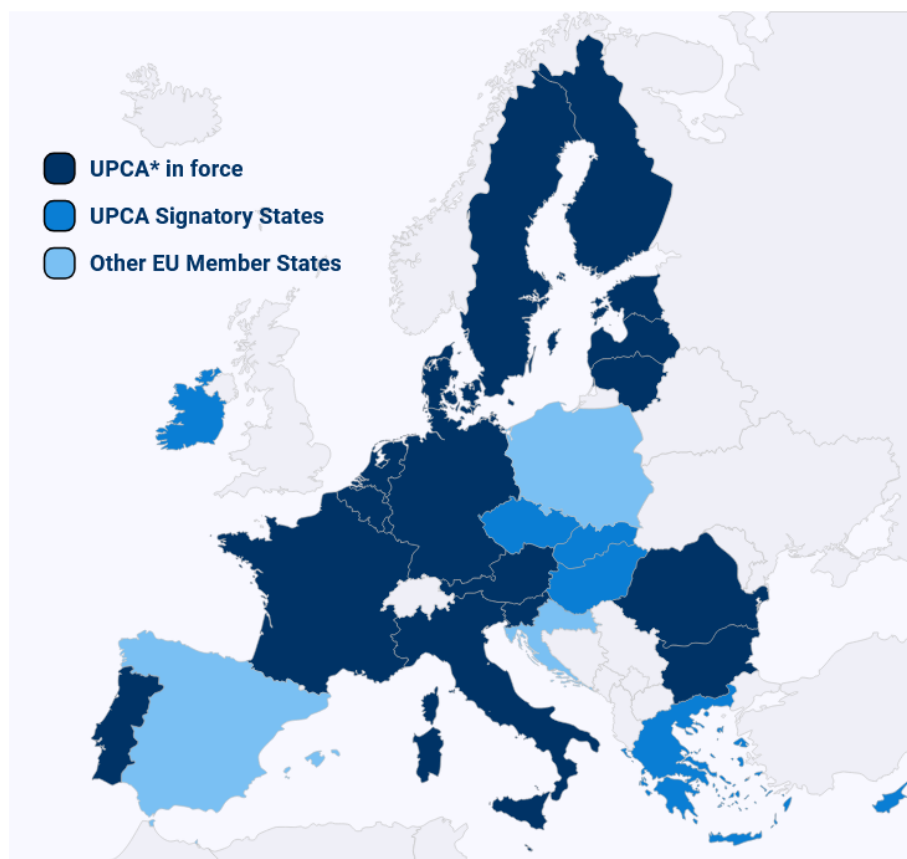 UPCA* in force
UPCA Signatory States
Other EU Member States